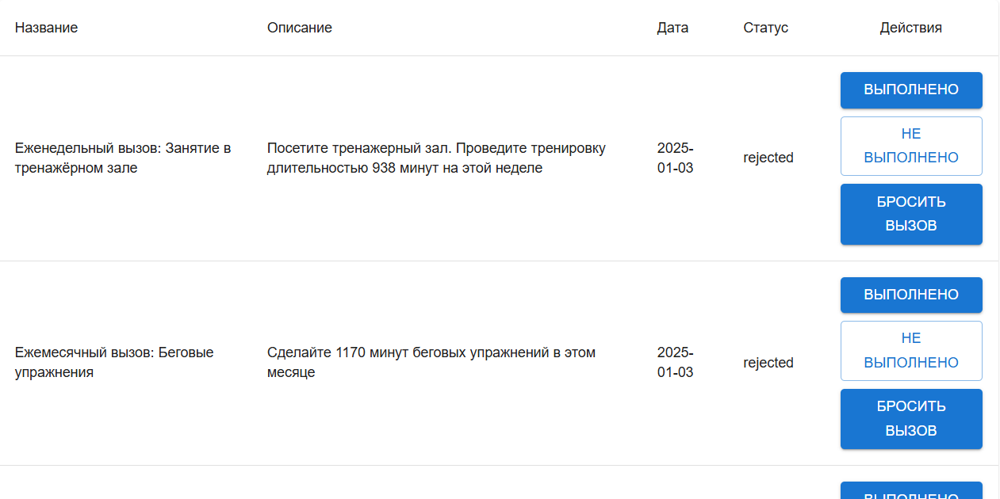 Название Описание Дата Статус Действия
ВЫПОЛНЕНО
Еженедельный вызов: Занятие в
тренажёрном зале
Посетите тренажерный зал. Проведите тренировку
длительностью 938 минут на этой неделе
2025-
01-03
rejected
НЕ
ВЫПОЛНЕНО
БРОСИТЬ
ВЫЗОВ
ВЫПОЛНЕНО
Ежемесячный вызов: Беговые
упражнения
Сделайте 1170 минут беговых упражнений в этом
месяце
2025-
01-03
rejected
НЕ
ВЫПОЛНЕНО
БРОСИТЬ
ВЫЗОВ
ВЫПОЛНЕНО